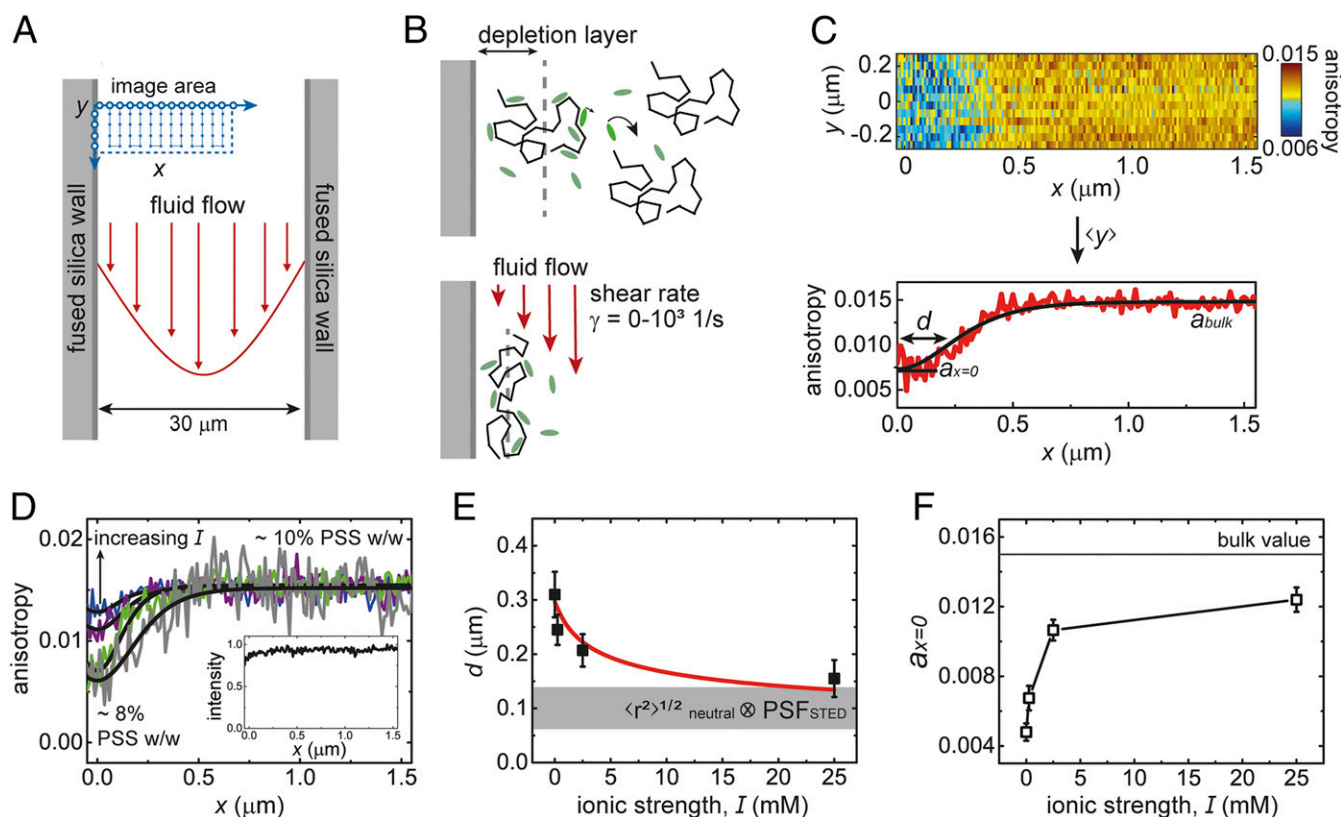 A
image area
y
x
fluid flow
fused silica wall
fused silica wall
30 μm
B
depletion layer
fluid flow
shear rate
γ = 0-10³ 1/s
C
y (μm)
0.2
0
-0.2
0 0.5 1.0 1.5
x (μm)
0.015
0.006
anisotropy
⟨y⟩
anisotropy
0.015
0.010
0.005
d
a_bulk
a_x=0
0.0 0.5 1.0 1.5
x (μm)
D
anisotropy
0.02
0.01
0.00
increasing I
~ 10% PSS w/w
~ 8%
PSS w/w
intensity
1.0
0.5
0
0 0.5 1.0 1.5
x (μm)
0.0 0.5 1.0 1.5
x (μm)
E
d (μm)
0.4
0.3
0.2
0.1
0.0
⟨r²⟩¹/² neutral ⊗ PSF_STED
0 5 10 15 20 25
ionic strength, I (mM)
F
a_x=0
0.016
0.012
0.008
0.004
bulk value
0 5 10 15 20 25
ionic strength, I (mM)